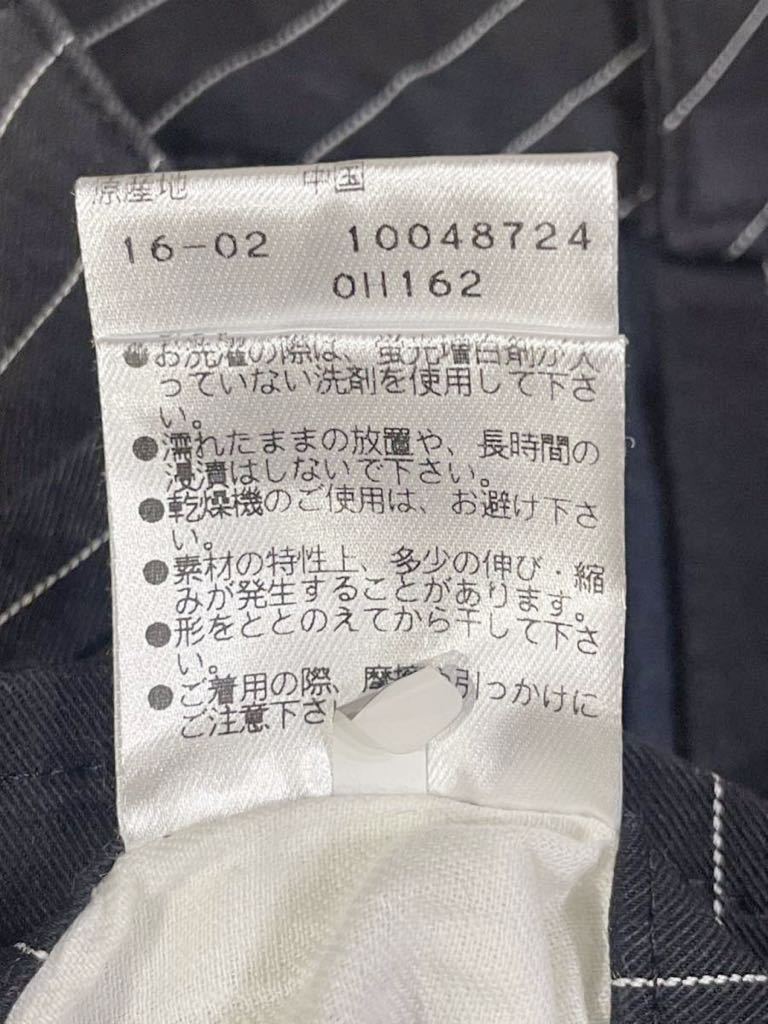 原産地 中国
16-02 10048724
011162
●お洗濯の際は、蛍光増白剤が入
っていない洗剤を使用して下さ
い。
●濡れたままの放置や、長時間の
浸漬はしないで下さい。
●乾燥機のご使用は、お避け下さ
い。
●素材の特性上、多少の伸び・縮
みが発生することがあります。
●形をととのえてから干して下さ
い。
●ご着用の際、摩擦や引っかけに
ご注意下さ